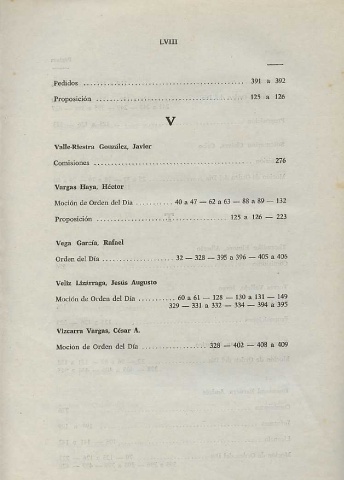 LVIII
Pedidos ........................................ 391 a 392
Proposición ........................................ 125 a 126
V
Valle-Riestra González, Javier
Comisiones ........................................ 276
Vargas Haya, Héctor
Moción de Orden del Día .......... 40 a 47 — 62 a 63 — 88 a 89 — 132
Proposición .............................. 125 a 126 — 223
Vega García, Rafael
Orden del Día .................. 32 — 328 — 395 a 396 — 405 a 406
Veliz Lizárraga, Jesús Augusto
Moción de Orden del Día .......... 60 a 61 — 128 — 130 a 131 — 149
329 — 331 a 332 — 334 — 394 a 395
Vizcarra Vargas, César A.
Moción de Orden del Día ................ 328 — 402 — 408 a 409